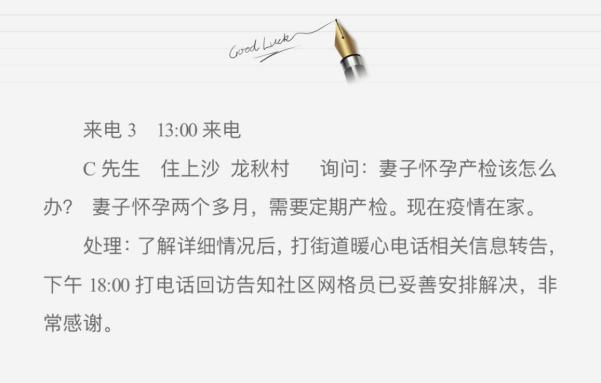 Good Luck
来电 3 13:00 来电
C 先生 住上沙 龙秋村 询问：妻子怀孕产检该怎么
办？ 妻子怀孕两个多月，需要定期产检。现在疫情在家。
处理：了解详细情况后，打街道暖心电话相关信息转告，
下午 18:00 打电话回访告知社区网格员已妥善安排解决，非
常感谢。